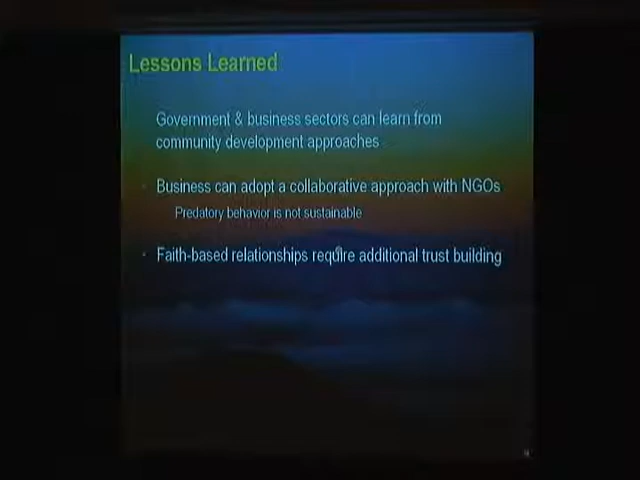 Lessons Learned
Government & business sectors can learn from
community development approaches
Business can adopt a collaborative approach with NGOs
Predatory behavior is not sustainable
Faith-based relationships require additional trust building